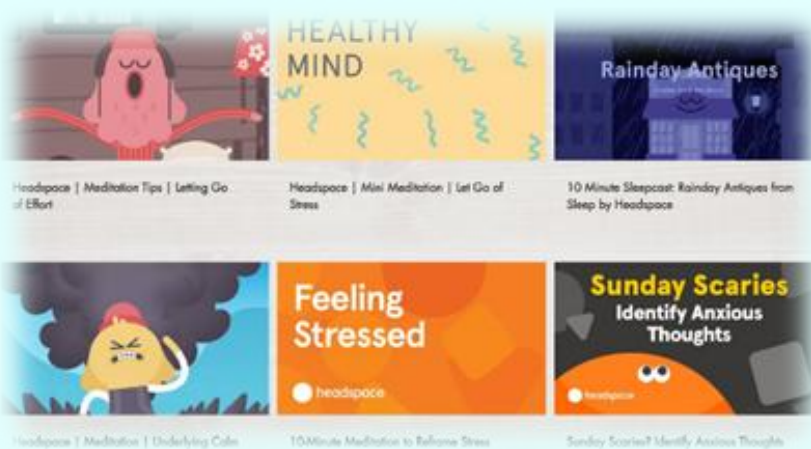 HEALTHY
MIND
Rainday Antiques
Headspace | Meditation Tips | Letting Go
of Effort
Headspace | Mini Meditation | Let Go of
Stress
10 Minute Sleepcast: Rainday Antiques from
Sleep by Headspace
Feeling
Stressed
headspace
Sunday Scaries
Identify Anxious
Thoughts
headspace
Headspace | Meditation | Underlying Calm
10-Minute Meditation to Reframe Stress
Sunday Scaries? Identify Anxious Thoughts